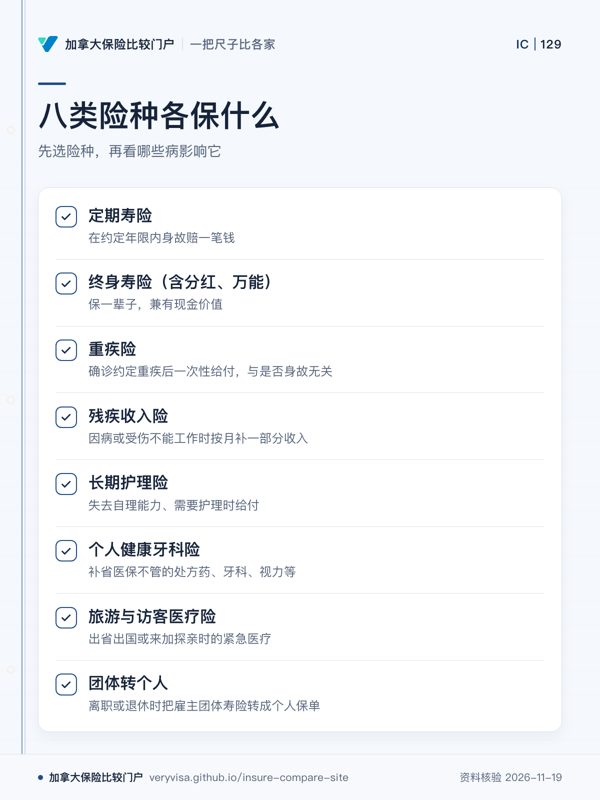 加拿大保险比较门户 一把尺子比各家 IC | 129
八类险种各保什么
先选险种，再看哪些病影响它
定期寿险
在约定年限内身故赔一笔钱
终身寿险（含分红、万能）
保一辈子，兼有现金价值
重疾险
确诊约定重疾后一次性给付，与是否身故无关
残疾收入险
因病或受伤不能工作时按月补一部分收入
长期护理险
失去自理能力、需要护理时给付
个人健康牙科险
补省医保不管的处方药、牙科、视力等
旅游与访客医疗险
出省出国或来加探亲时的紧急医疗
团体转个人
离职或退休时把雇主团体寿险转成个人保单
加拿大保险比较门户 veryvisa.github.io/insure-compare-site 资料核验 2026-11-19